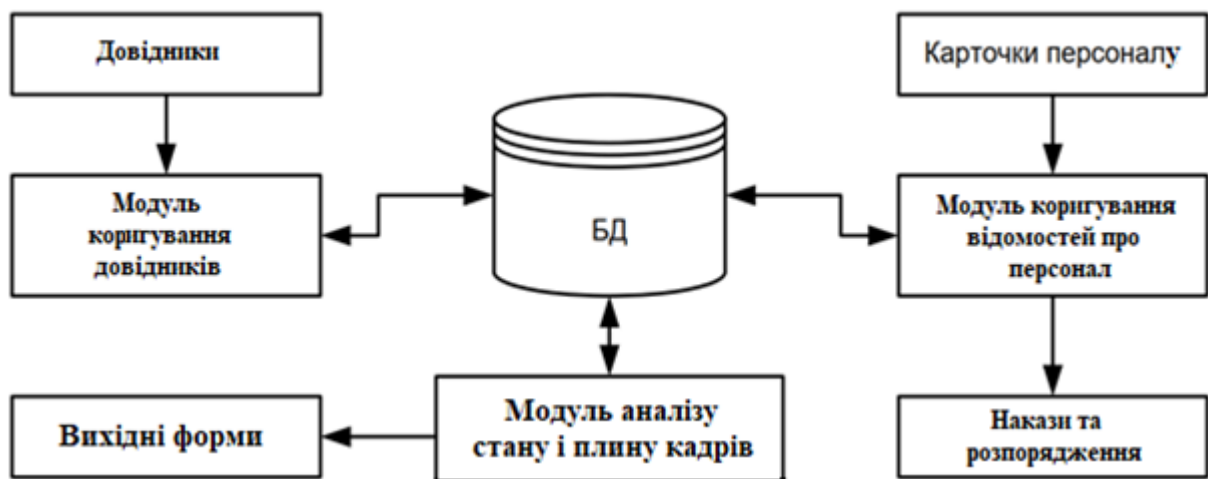 Довідники
Карточки персоналу
Модуль
коригування
довідників
БД
Модуль коригування
відомостей про
персонал
Вихідні форми
Модуль аналізу
стану і плину кадрів
Накази та
розпорядження